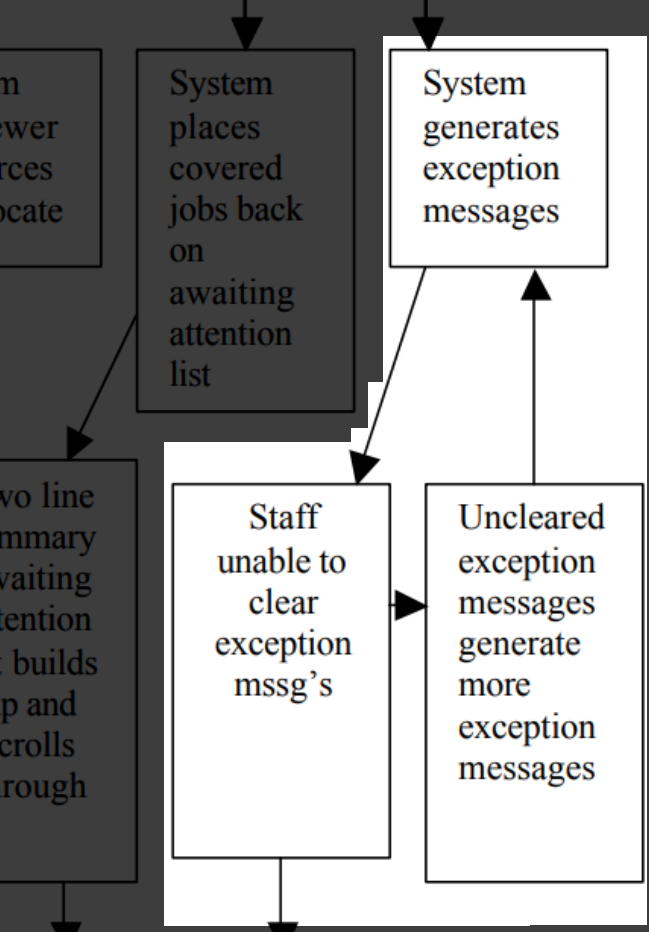 System
places
covered
jobs back
on
awaiting
attention
list
System
generates
exception
messages
Staff
unable to
clear
exception
mssg's
Uncleared
exception
messages
generate
more
exception
messages
wo line
mmary
vaiting
tention
builds
p and
crolls
rough
m
ewer
rces
ocate